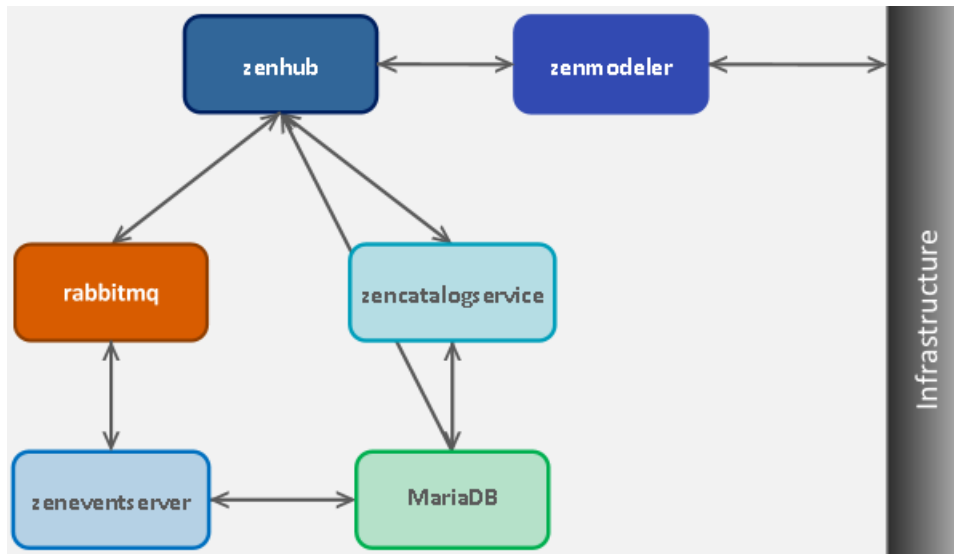 zenhub
zenmodeler
rabbitmq
zencatalogservice
zeneventserver
MariaDB
Infrastructure